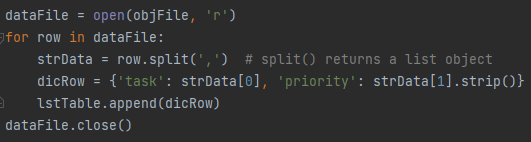 dataFile = open(objFile, 'r')
for row in dataFile:
    strData = row.split(',')  # split() returns a list object
    dicRow = {'task': strData[0], 'priority': strData[1].strip()}
    lstTable.append(dicRow)
dataFile.close()